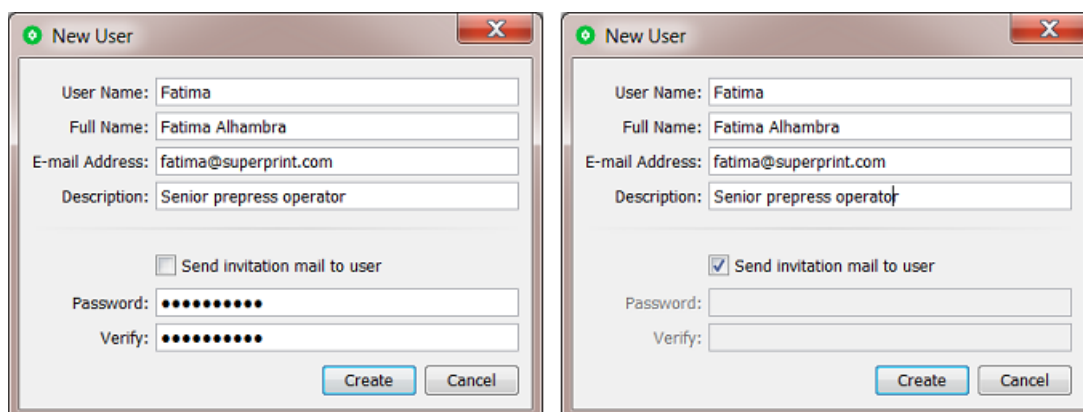 New User
User Name: Fatima
Full Name: Fatima Alhambra
E-mail Address: fatima@superprint.com
Description: Senior prepress operator
Send invitation mail to user
Password: ●●●●●●●●●●
Verify: ●●●●●●●●●●
Create Cancel
New User
User Name: Fatima
Full Name: Fatima Alhambra
E-mail Address: fatima@superprint.com
Description: Senior prepress operator
Send invitation mail to user
Password:
Verify:
Create Cancel